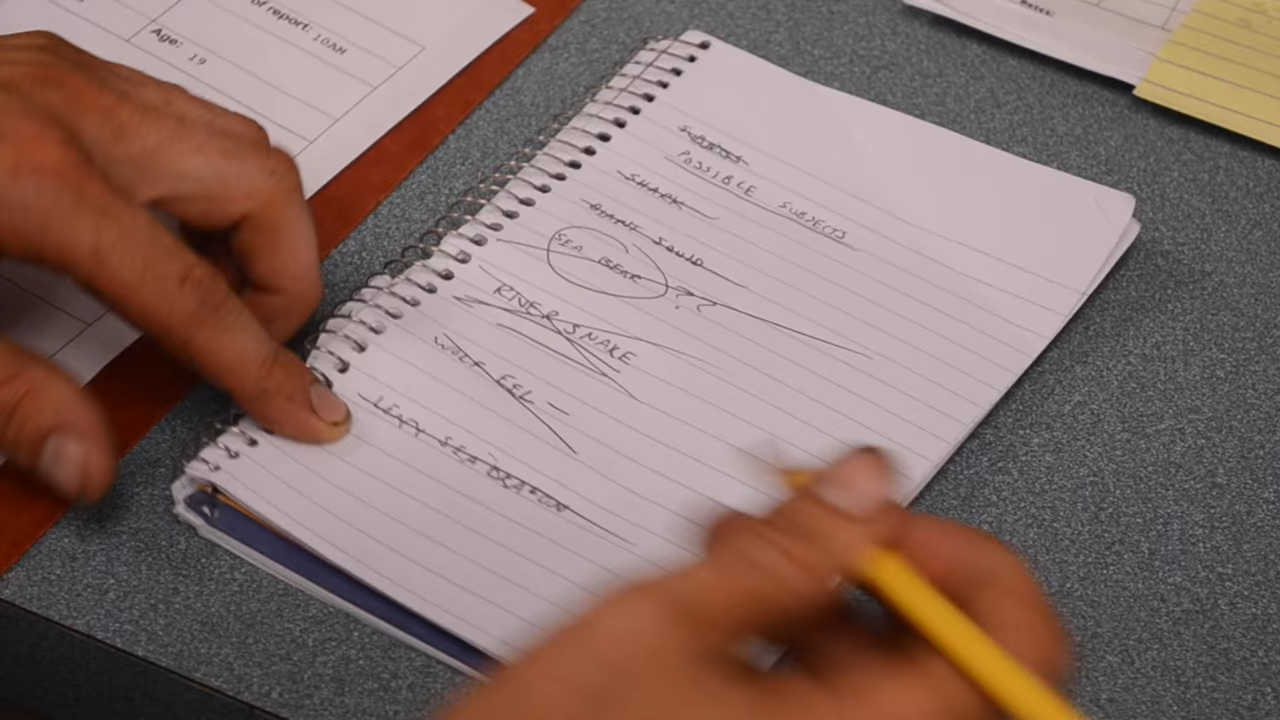 of report: 10AM
Age: 19
Notes:
POSSIBLE SUBJECTS
SHARK
GIANT SQUID
SEA BEAR ??
RIVER SNAKE
WOLF EEL -
LEAFY SEA DRAGON